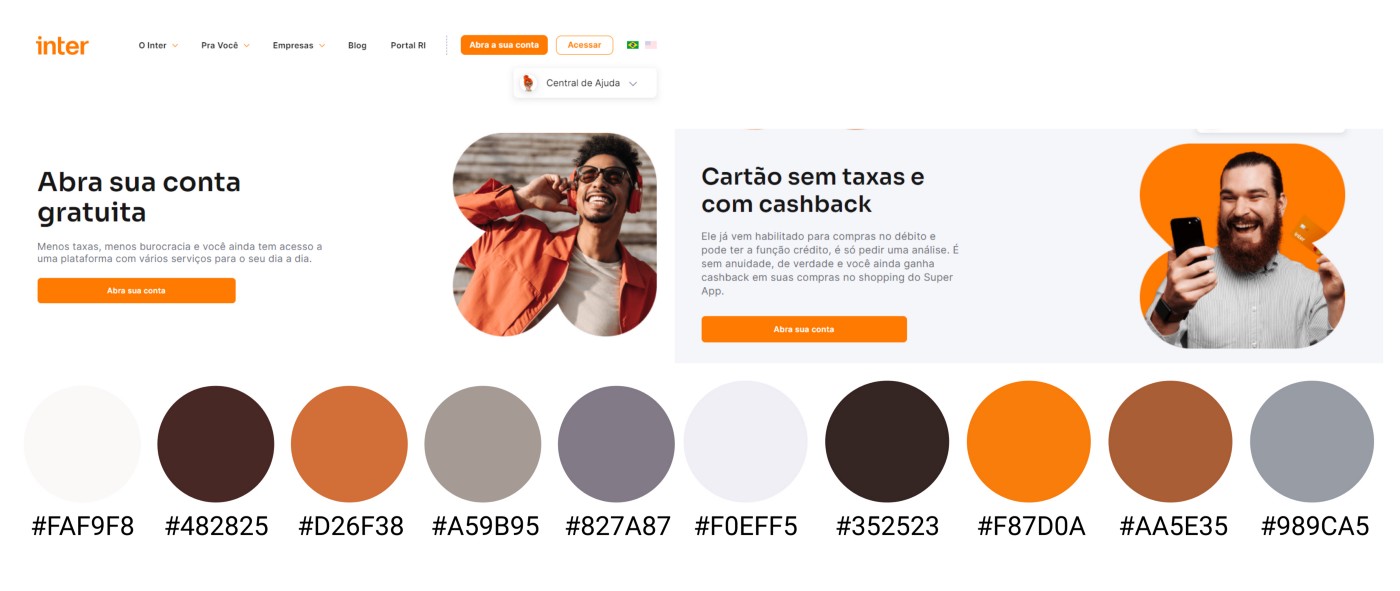 inter
O Inter
Pra Você
Empresas
Blog
Portal RI
Abra a sua conta
Acessar
Central de Ajuda
Abra sua conta
gratuita
Menos taxas, menos burocracia e você ainda tem acesso a
uma plataforma com vários serviços para o seu dia a dia.
Abra sua conta
Cartão sem taxas e
com cashback
Ele já vem habilitado para compras no débito e
pode ter a função crédito, é só pedir uma análise. É
sem anuidade, de verdade e você ainda ganha
cashback em suas compras no shopping do Super
App.
Abra sua conta
inter
#FAF9F8
#482825
#D26F38
#A59B95
#827A87
#F0EFF5
#352523
#F87D0A
#AA5E35
#989CA5